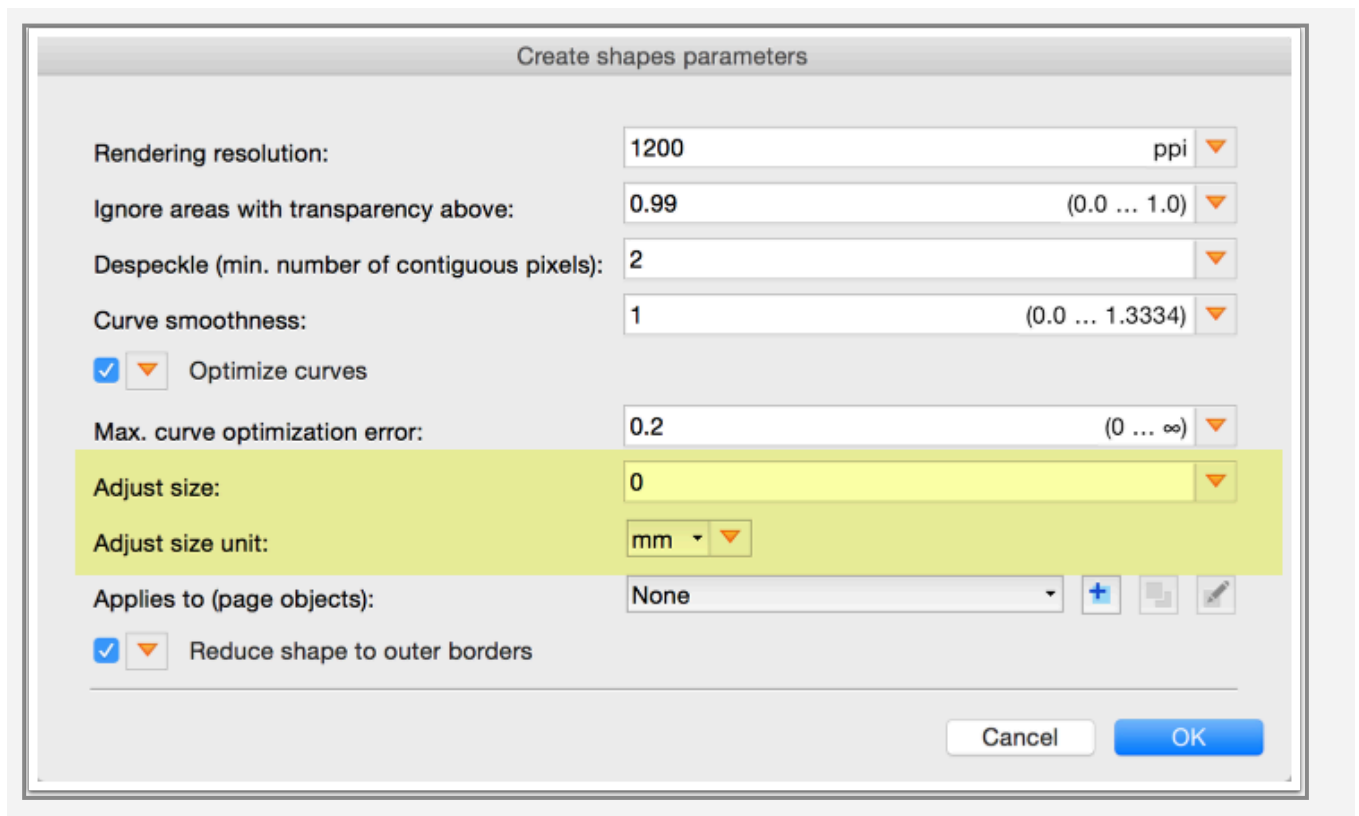 Create shapes parameters
Rendering resolution: 1200 ppi
Ignore areas with transparency above: 0.99 (0.0 ... 1.0)
Despeckle (min. number of contiguous pixels): 2
Curve smoothness: 1 (0.0 ... 1.3334)
Optimize curves
Max. curve optimization error: 0.2 (0 ... ∞)
Adjust size: 0
Adjust size unit: mm
Applies to (page objects): None
Reduce shape to outer borders
Cancel OK